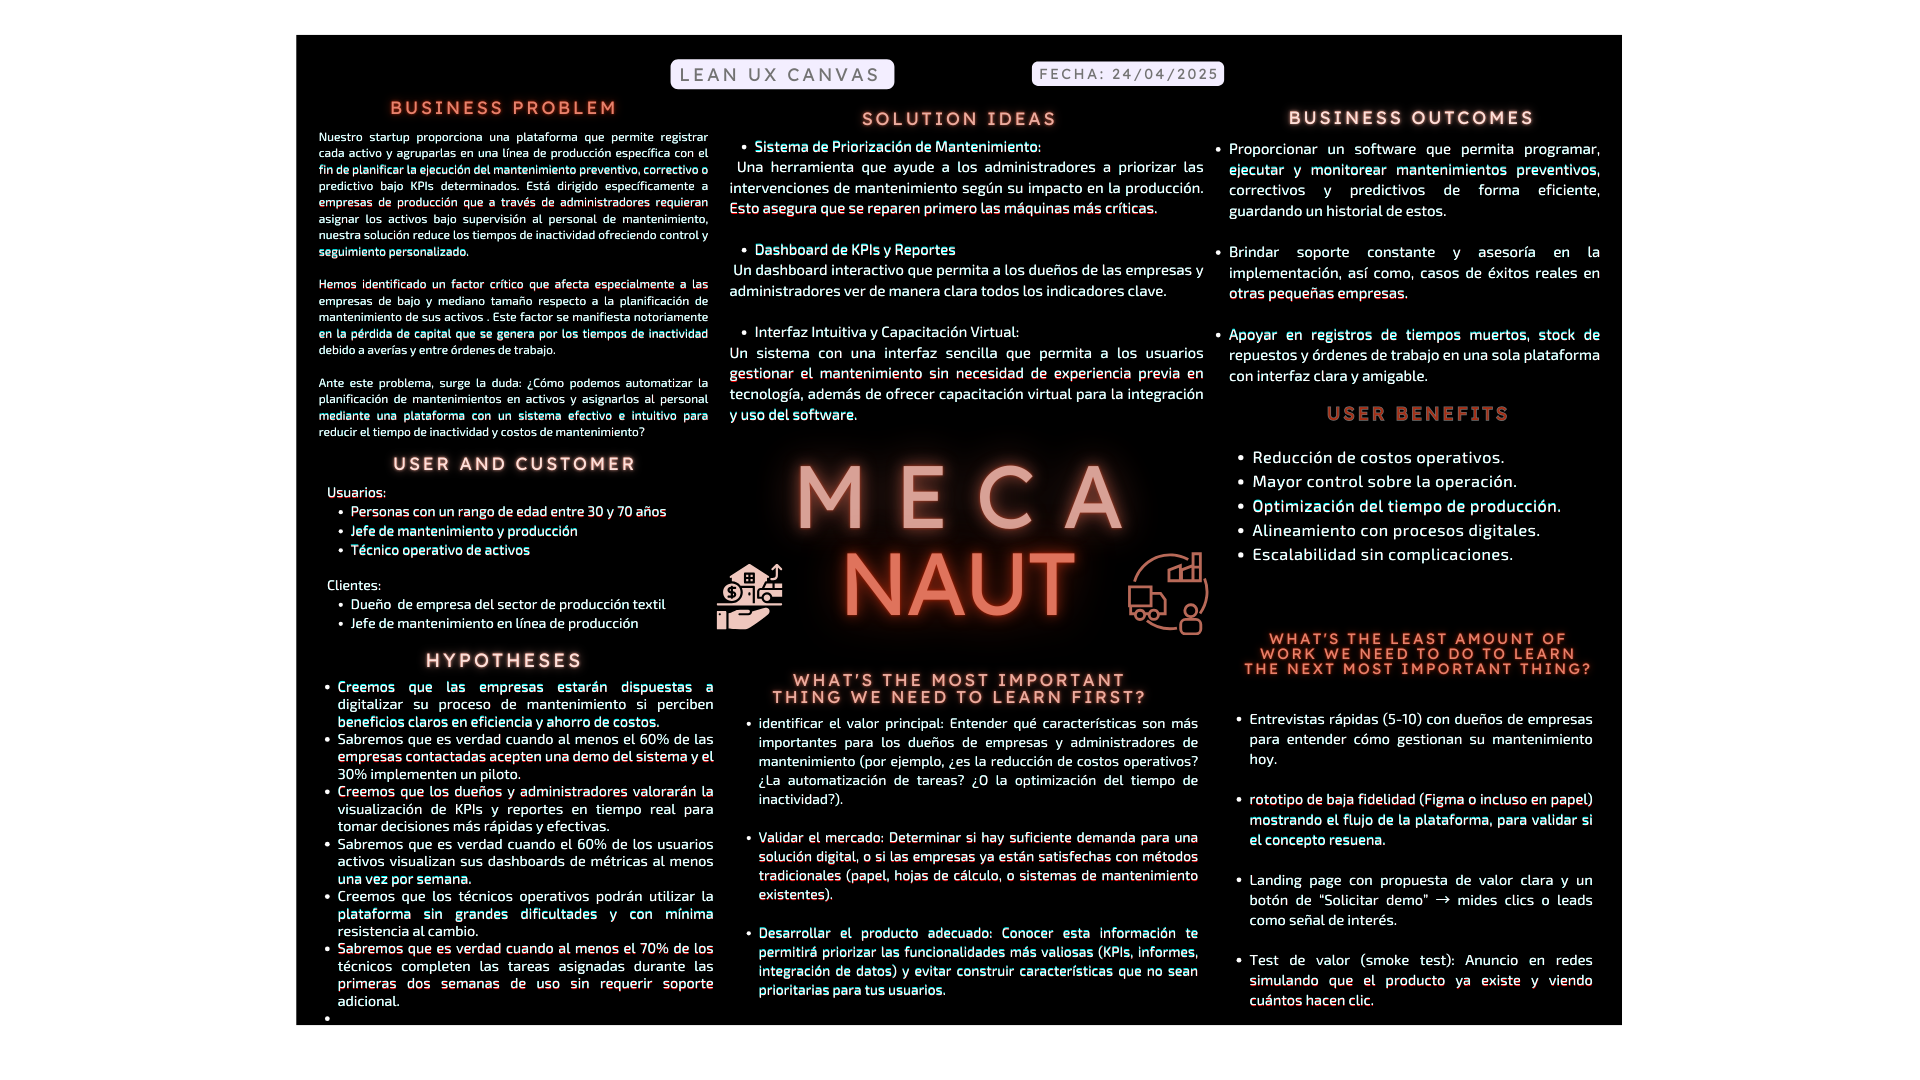 LEAN UX CANVAS
FECHA: 24/04/2025
BUSINESS PROBLEM
Nuestro startup proporciona una plataforma que permite registrar
cada activo y agruparlas en una línea de producción específica con el
fin de planificar la ejecución del mantenimiento preventivo, correctivo o
predictivo bajo KPIs determinados. Está dirigido específicamente a
empresas de producción que a través de administradores requieran
asignar los activos bajo supervisión al personal de mantenimiento,
nuestra solución reduce los tiempos de inactividad ofreciendo control y
seguimiento personalizado.
Hemos identificado un factor crítico que afecta especialmente a las
empresas de bajo y mediano tamaño respecto a la planificación de
mantenimiento de sus activos . Este factor se manifiesta notoriamente
en la pérdida de capital que se genera por los tiempos de inactividad
debido a averías y entre órdenes de trabajo.
Ante este problema, surge la duda: ¿Cómo podemos automatizar la
planificación de mantenimientos en activos y asignarlos al personal
mediante una plataforma con un sistema efectivo e intuitivo para
reducir el tiempo de inactividad y costos de mantenimiento?
USER AND CUSTOMER
Usuarios:
• Personas con un rango de edad entre 30 y 70 años
• Jefe de mantenimiento y producción
• Técnico operativo de activos
Clientes:
• Dueño de empresa del sector de producción textil
• Jefe de mantenimiento en línea de producción
HYPOTHESES
• Creemos que las empresas estarán dispuestas a
digitalizar su proceso de mantenimiento si perciben
beneficios claros en eficiencia y ahorro de costos.
• Sabremos que es verdad cuando al menos el 60% de las
empresas contactadas acepten una demo del sistema y el
30% implementen un piloto.
• Creemos que los dueños y administradores valorarán la
visualización de KPIs y reportes en tiempo real para
tomar decisiones más rápidas y efectivas.
• Sabremos que es verdad cuando el 60% de los usuarios
activos visualizan sus dashboards de métricas al menos
una vez por semana.
• Creemos que los técnicos operativos podrán utilizar la
plataforma sin grandes dificultades y con mínima
resistencia al cambio.
• Sabremos que es verdad cuando al menos el 70% de los
técnicos completen las tareas asignadas durante las
primeras dos semanas de uso sin requerir soporte
adicional.
•
SOLUTION IDEAS
• Sistema de Priorización de Mantenimiento:
Una herramienta que ayude a los administradores a priorizar las
intervenciones de mantenimiento según su impacto en la producción.
Esto asegura que se reparen primero las máquinas más críticas.
• Dashboard de KPIs y Reportes
Un dashboard interactivo que permita a los dueños de las empresas y
administradores ver de manera clara todos los indicadores clave.
• Interfaz Intuitiva y Capacitación Virtual:
Un sistema con una interfaz sencilla que permita a los usuarios
gestionar el mantenimiento sin necesidad de experiencia previa en
tecnología, además de ofrecer capacitación virtual para la integración
y uso del software.
MECA
NAUT
WHAT'S THE MOST IMPORTANT
THING WE NEED TO LEARN FIRST?
• identificar el valor principal: Entender qué características son más
importantes para los dueños de empresas y administradores de
mantenimiento (por ejemplo, ¿es la reducción de costos operativos?
¿La automatización de tareas? ¿O la optimización del tiempo de
inactividad?).
• Validar el mercado: Determinar si hay suficiente demanda para una
solución digital, o si las empresas ya están satisfechas con métodos
tradicionales (papel, hojas de cálculo, o sistemas de mantenimiento
existentes).
• Desarrollar el producto adecuado: Conocer esta información te
permitirá priorizar las funcionalidades más valiosas (KPIs, informes,
integración de datos) y evitar construir características que no sean
prioritarias para tus usuarios.
BUSINESS OUTCOMES
• Proporcionar un software que permita programar,
ejecutar y monitorear mantenimientos preventivos,
correctivos y predictivos de forma eficiente,
guardando un historial de estos.
• Brindar soporte constante y asesoría en la
implementación, así como, casos de éxitos reales en
otras pequeñas empresas.
• Apoyar en registros de tiempos muertos, stock de
repuestos y órdenes de trabajo en una sola plataforma
con interfaz clara y amigable.
USER BENEFITS
• Reducción de costos operativos.
• Mayor control sobre la operación.
• Optimización del tiempo de producción.
• Alineamiento con procesos digitales.
• Escalabilidad sin complicaciones.
WHAT'S THE LEAST AMOUNT OF
WORK WE NEED TO DO TO LEARN
THE NEXT MOST IMPORTANT THING?
• Entrevistas rápidas (5-10) con dueños de empresas
para entender cómo gestionan su mantenimiento
hoy.
• rototipo de baja fidelidad (Figma o incluso en papel)
mostrando el flujo de la plataforma, para validar si
el concepto resuena.
• Landing page con propuesta de valor clara y un
botón de “Solicitar demo” → mides clics o leads
como señal de interés.
• Test de valor (smoke test): Anuncio en redes
simulando que el producto ya existe y viendo
cuántos hacen clic.